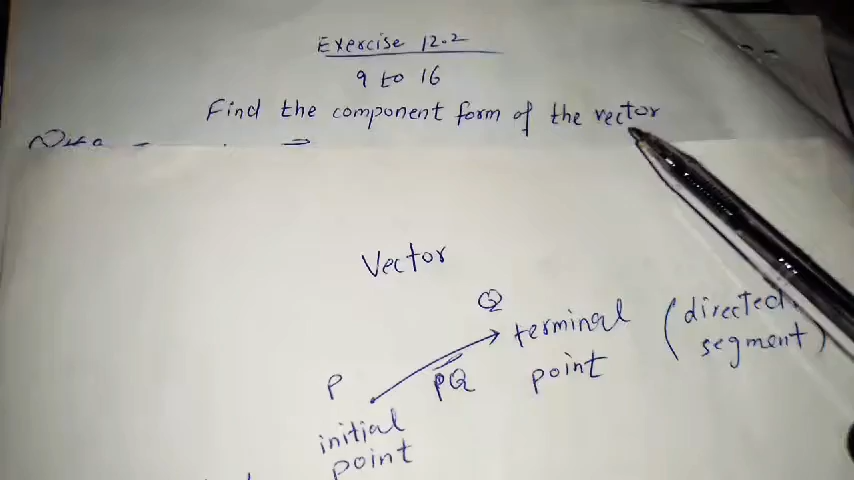 Exercise 12.2
9 to 16
Find the component form of the vector
Vector
Q
terminal
point
(directed
segment)
P
PQ
initial
point